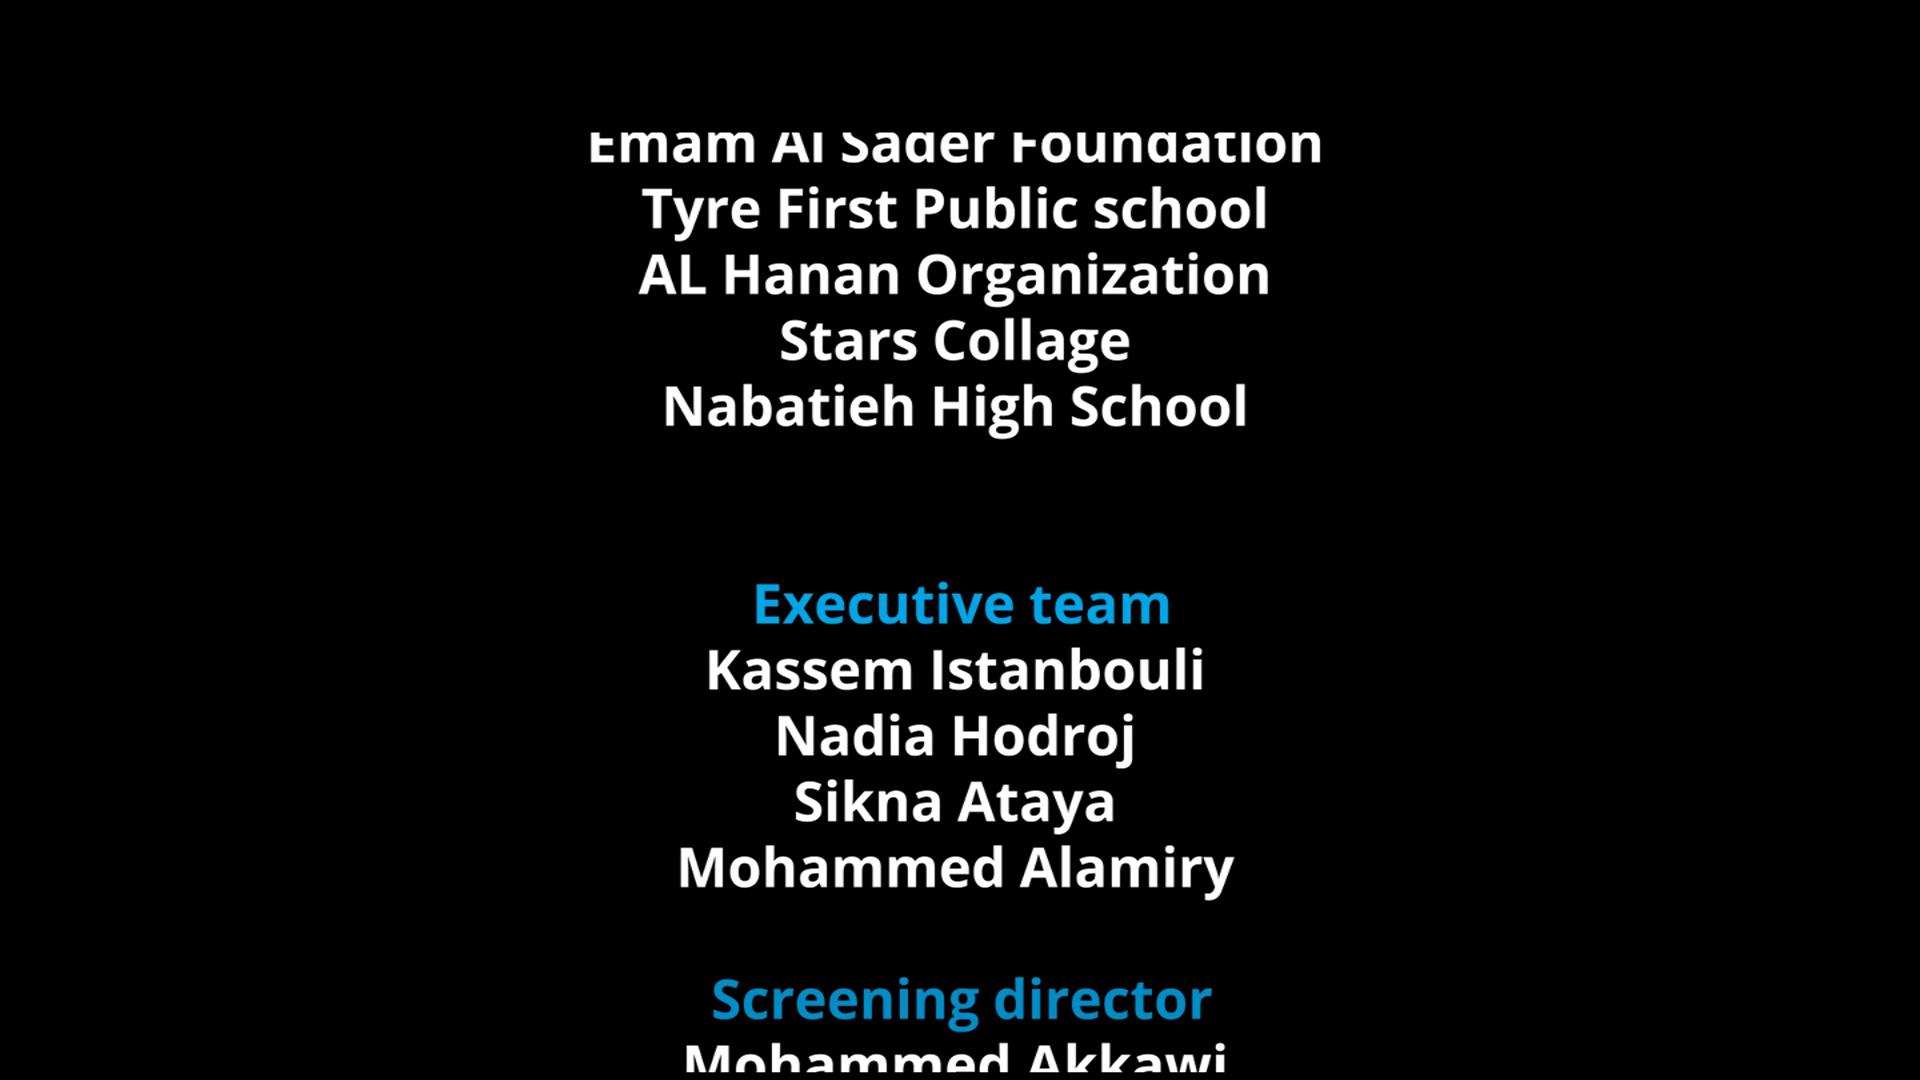 Emam Al Sader Foundation
Tyre First Public school
AL Hanan Organization
Stars Collage
Nabatieh High School
Executive team
Kassem Istanbouli
Nadia Hodroj
Sikna Ataya
Mohammed Alamiry
Screening director
Mohammed Akkawi